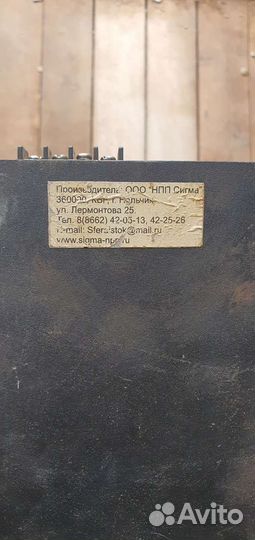 Производитель ООО "НПП Сигма"
360000, КБР, г. Нальчик
ул. Лермонтова 25
Тел. 8(8662) 42-03-13, 42-25-26
E-mail: @mail.ru
www.sigma-npp.ru
Avito